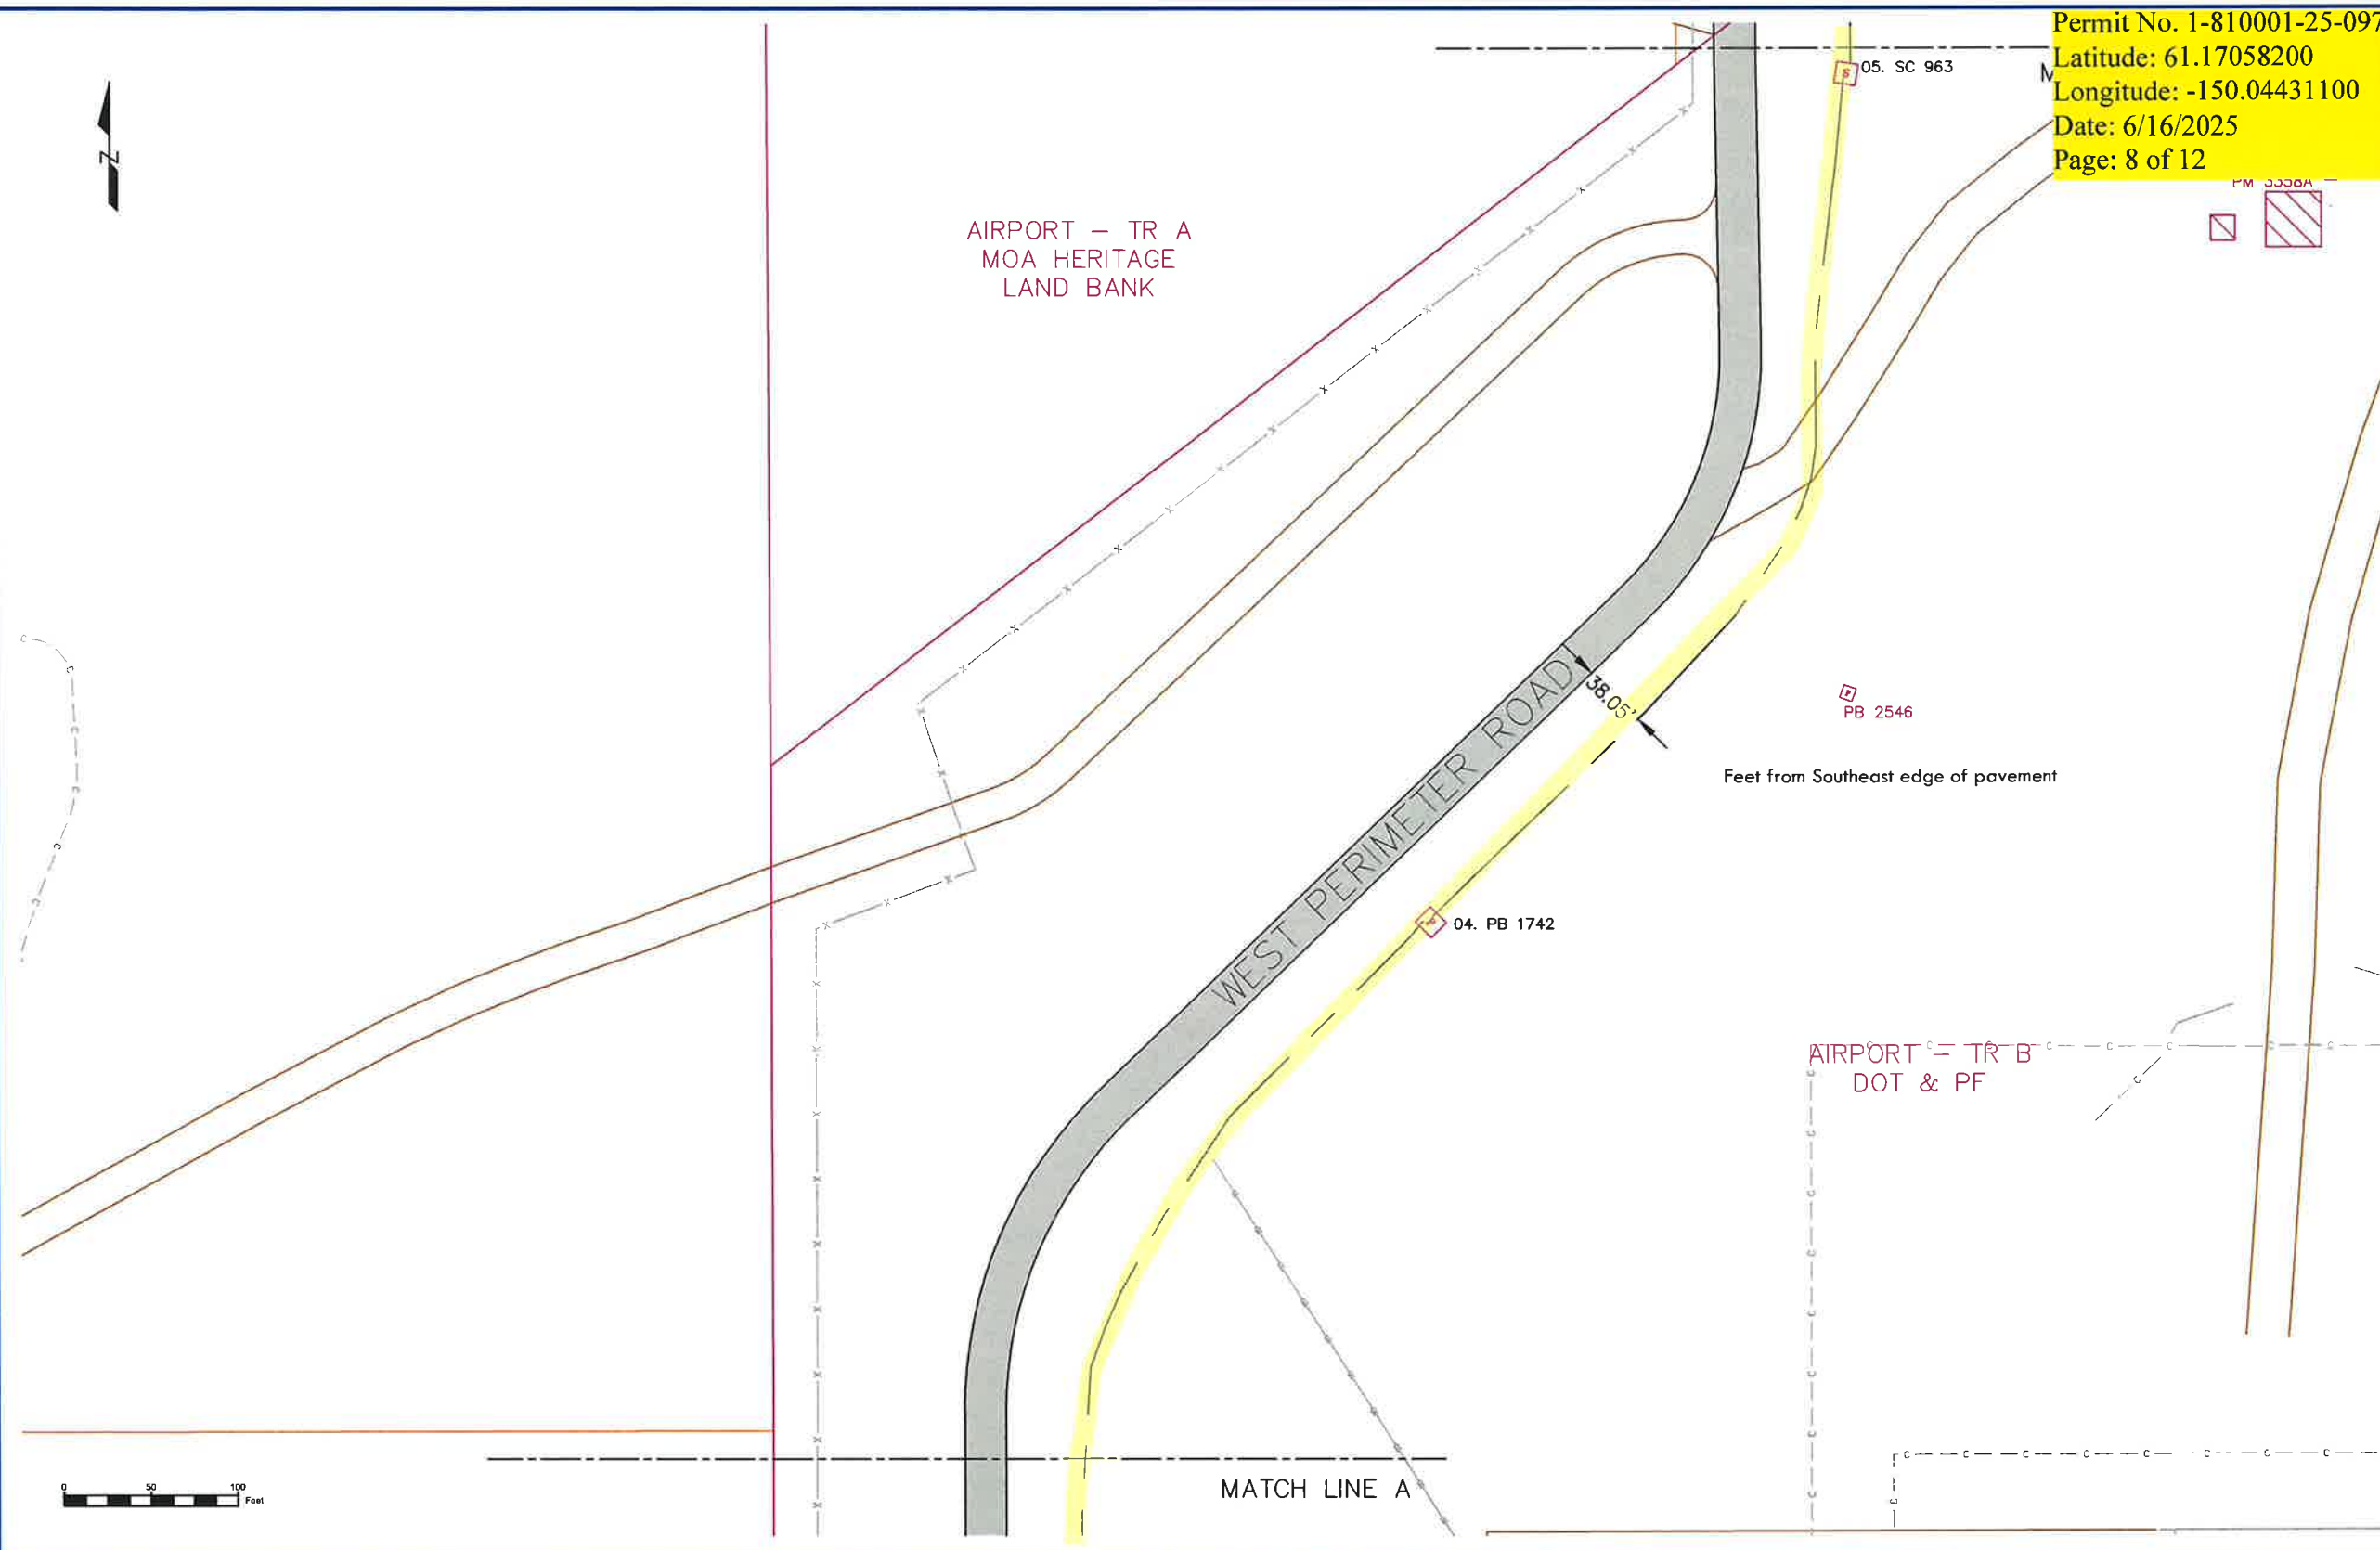 Permit No. 1-810001-25-097
Latitude: 61.17058200
Longitude: -150.04431100
Date: 6/16/2025
Page: 8 of 12
05. SC 963
M
S
N
PM 3358A
AIRPORT – TR A
MOA HERITAGE
LAND BANK
38.05'
WEST PERIMETER ROAD
P
PB 2546
Feet from Southeast edge of pavement
P
04. PB 1742
AIRPORT – TR B
DOT & PF
MATCH LINE A
0 50 100
Feet